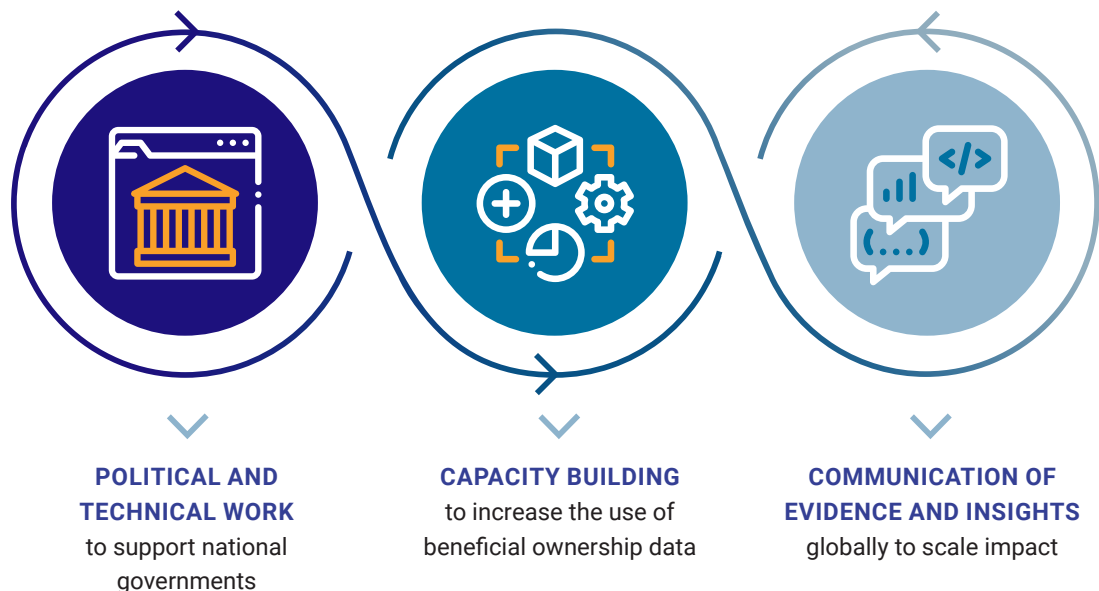 POLITICAL AND
TECHNICAL WORK
to support national
governments
CAPACITY BUILDING
to increase the use of
beneficial ownership data
COMMUNICATION OF
EVIDENCE AND INSIGHTS
globally to scale impact